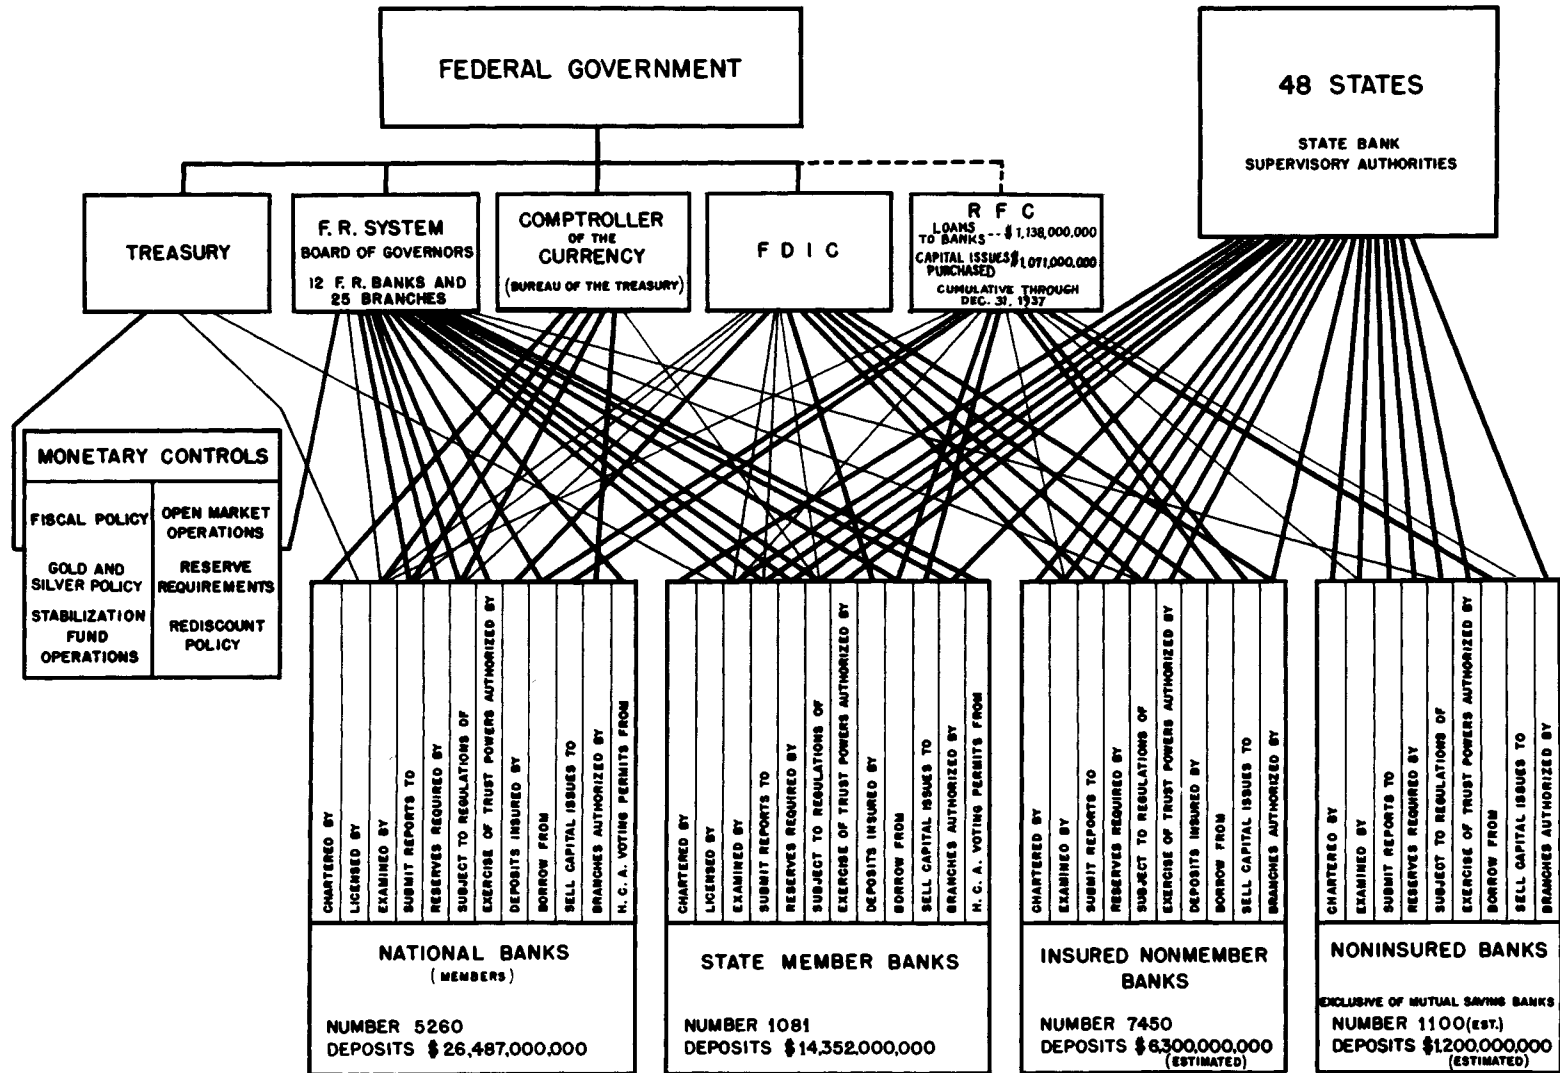 FEDERAL GOVERNMENT
48 STATES
STATE BANK
SUPERVISORY AUTHORITIES
TREASURY
F. R. SYSTEM
BOARD OF GOVERNORS
12 F. R. BANKS AND
25 BRANCHES
COMPTROLLER
OF THE
CURRENCY
(BUREAU OF THE TREASURY)
F D I C
R F C
LOANS
TO BANKS -- $1,138,000,000
CAPITAL ISSUES
PURCHASED $1,071,000,000
CUMULATIVE THROUGH
DEC. 31, 1937
MONETARY CONTROLS
FISCAL POLICY
GOLD AND
SILVER POLICY
STABILIZATION
FUND
OPERATIONS
OPEN MARKET
OPERATIONS
RESERVE
REQUIREMENTS
REDISCOUNT
POLICY
CHARTERED BY
LICENSED BY
EXAMINED BY
SUBMIT REPORTS TO
RESERVES REQUIRED BY
SUBJECT TO REGULATIONS OF
EXERCISE OF TRUST POWERS AUTHORIZED BY
DEPOSITS INSURED BY
BORROW FROM
SELL CAPITAL ISSUES TO
BRANCHES AUTHORIZED BY
H. C. A. VOTING PERMITS FROM
NATIONAL BANKS
(MEMBERS)
NUMBER 5260
DEPOSITS $26,487,000,000
CHARTERED BY
LICENSED BY
EXAMINED BY
SUBMIT REPORTS TO
RESERVES REQUIRED BY
SUBJECT TO REGULATIONS OF
EXERCISE OF TRUST POWERS AUTHORIZED BY
DEPOSITS INSURED BY
BORROW FROM
SELL CAPITAL ISSUES TO
BRANCHES AUTHORIZED BY
H. C. A. VOTING PERMITS FROM
STATE MEMBER BANKS
NUMBER 1081
DEPOSITS $14,352,000,000
CHARTERED BY
EXAMINED BY
SUBMIT REPORTS TO
RESERVES REQUIRED BY
SUBJECT TO REGULATIONS OF
EXERCISE OF TRUST POWERS AUTHORIZED BY
DEPOSITS INSURED BY
BORROW FROM
SELL CAPITAL ISSUES TO
BRANCHES AUTHORIZED BY
INSURED NONMEMBER
BANKS
NUMBER 7450
DEPOSITS $6,300,000,000
(ESTIMATED)
CHARTERED BY
EXAMINED BY
SUBMIT REPORTS TO
RESERVES REQUIRED BY
SUBJECT TO REGULATIONS OF
EXERCISE OF TRUST POWERS AUTHORIZED BY
BORROW FROM
SELL CAPITAL ISSUES TO
BRANCHES AUTHORIZED BY
NONINSURED BANKS
EXCLUSIVE OF MUTUAL SAVING BANKS
NUMBER 1100 (EST.)
DEPOSITS $1,200,000,000
(ESTIMATED)